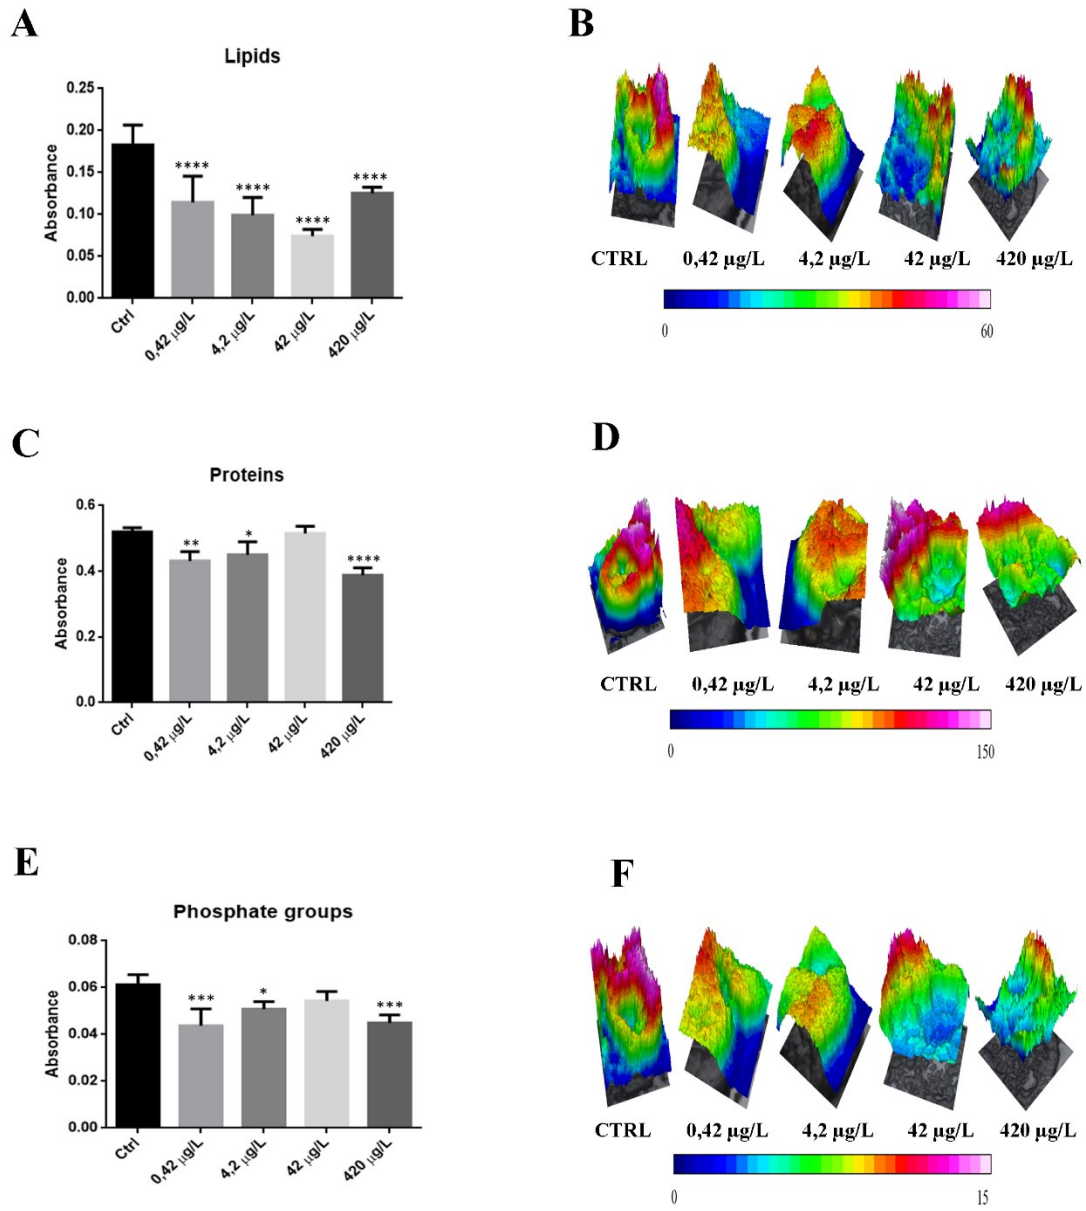 A
B
Lipids
Absorbance
0.25
0.20
0.15
0.10
0.05
0.00
****
****
****
****
Ctrl
0,42 µg/L
4,2 µg/L
42 µg/L
420 µg/L
CTRL 0,42 µg/L 4,2 µg/L 42 µg/L 420 µg/L
0 60
C
D
Proteins
Absorbance
0.6
0.4
0.2
0.0
**
*
****
Ctrl
0,42 µg/L
4,2 µg/L
42 µg/L
420 µg/L
CTRL 0,42 µg/L 4,2 µg/L 42 µg/L 420 µg/L
0 150
E
F
Phosphate groups
Absorbance
0.08
0.06
0.04
0.02
0.00
***
*
***
Ctrl
0,42 µg/L
4,2 µg/L
42 µg/L
420 µg/L
CTRL 0,42 µg/L 4,2 µg/L 42 µg/L 420 µg/L
0 15